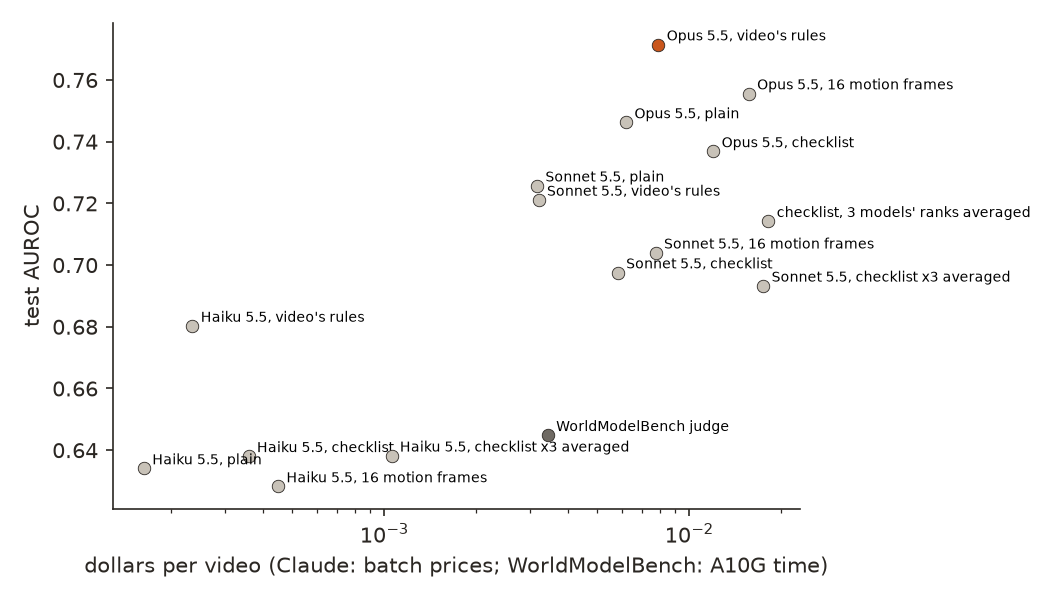 Opus 5.5, video's rules
0.76
Opus 5.5, 16 motion frames
Opus 5.5, plain
0.74
Opus 5.5, checklist
Sonnet 5.5, plain
Sonnet 5.5, video's rules
0.72
checklist, 3 models' ranks averaged
Sonnet 5.5, 16 motion frames
0.70
Sonnet 5.5, checklist
Sonnet 5.5, checklist x3 averaged
test AUROC
Haiku 5.5, video's rules
0.68
0.66
WorldModelBench judge
0.64
Haiku 5.5, checklist
Haiku 5.5, checklist x3 averaged
Haiku 5.5, plain
Haiku 5.5, 16 motion frames
10⁻³
10⁻²
dollars per video (Claude: batch prices; WorldModelBench: A10G time)